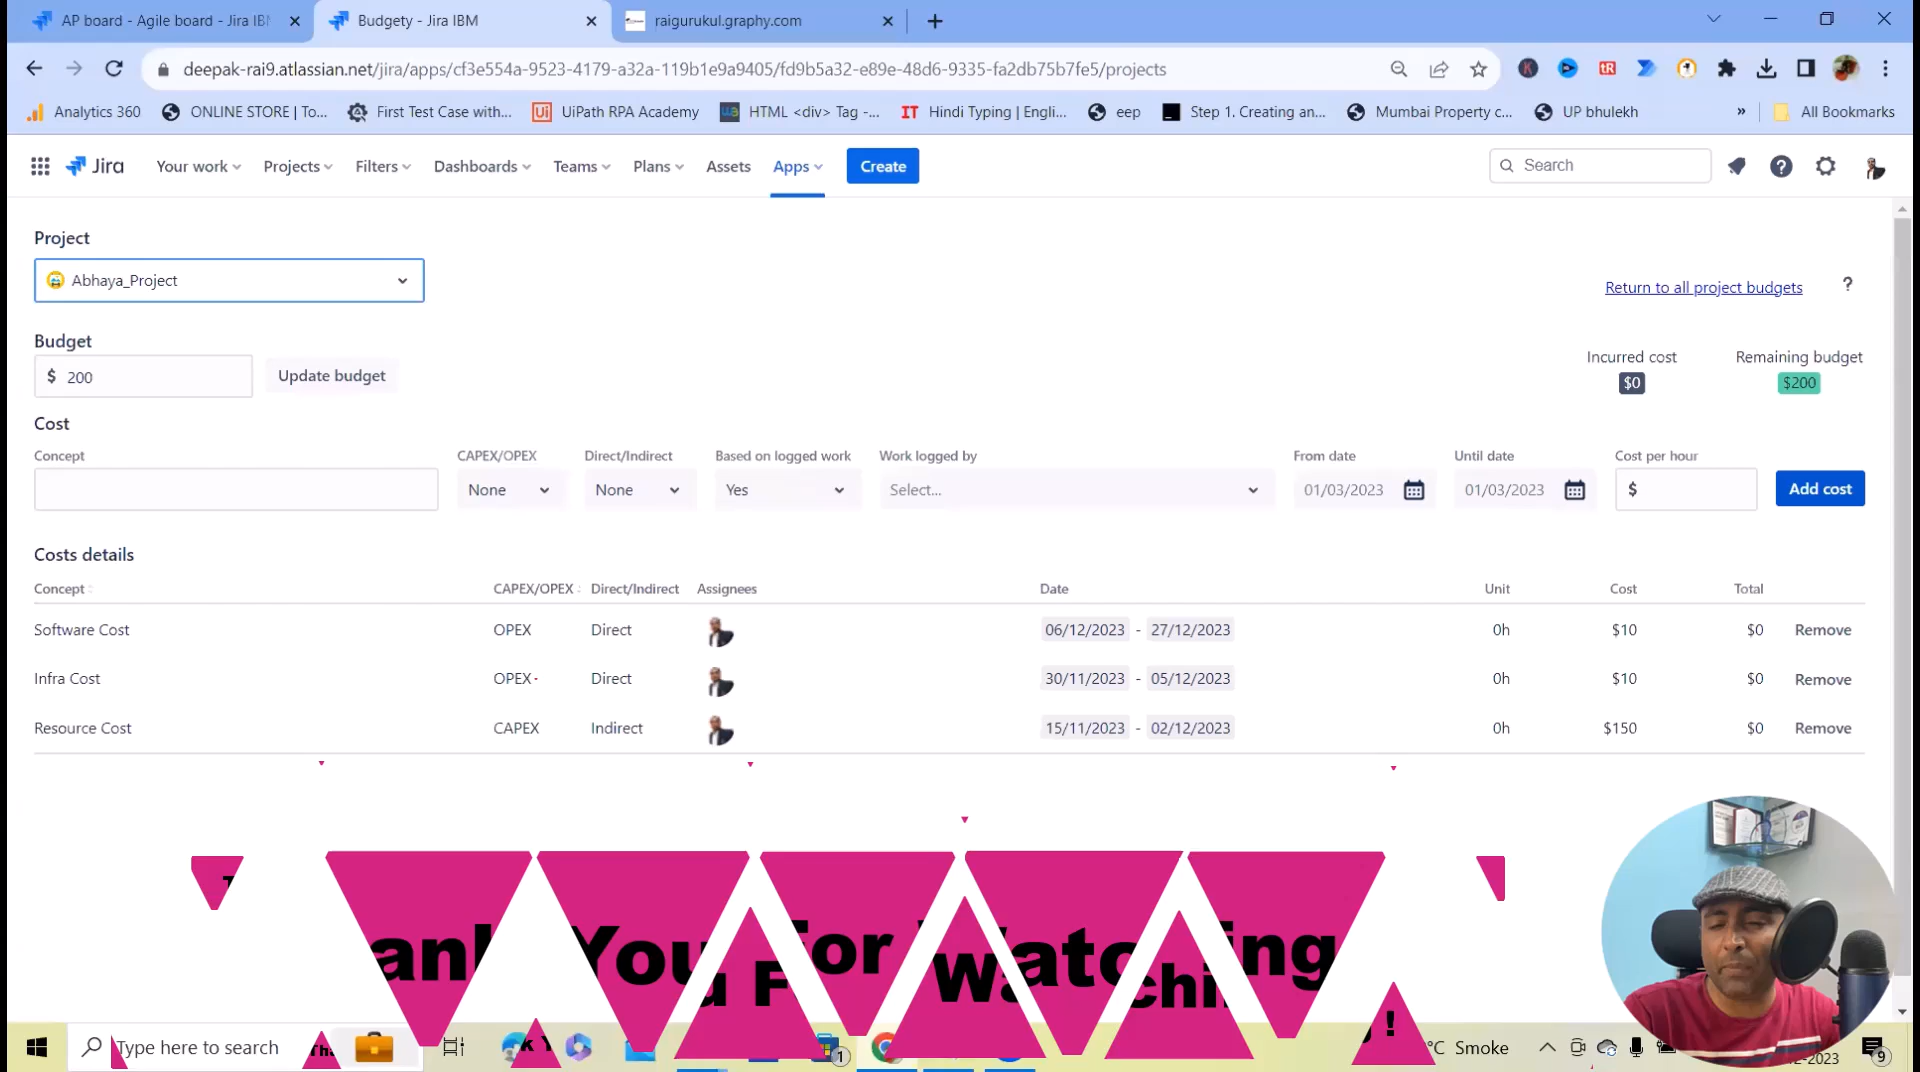 AP board - Agile board - Jira IBM
Budgety - Jira IBM
raigurukul.graphy.com
deepak-rai9.atlassian.net/jira/apps/cf3e554a-9523-4179-a32a-119b1e9a9405/fd9b5a32-e89e-48d6-9335-fa2db75b7fe5/projects
Analytics 360 ONLINE STORE | To... First Test Case with... Ui UiPath RPA Academy HTML <div> Tag -... IT Hindi Typing | Engli... eep Step 1. Creating an... Mumbai Property c... UP bhulekh » All Bookmarks
Jira Your work Projects Filters Dashboards Teams Plans Assets Apps Create Search
Project
Abhaya_Project
Return to all project budgets ?
Budget
$ 200 Update budget
Incurred cost Remaining budget
$0 $200
Cost
Concept CAPEX/OPEX Direct/Indirect Based on logged work Work logged by From date Until date Cost per hour
None None Yes Select... 01/03/2023 01/03/2023 $ Add cost
Costs details
Concept CAPEX/OPEX Direct/Indirect Assignees Date Unit Cost Total
Software Cost OPEX Direct 06/12/2023 - 27/12/2023 0h $10 $0 Remove
Infra Cost OPEX Direct 30/11/2023 - 05/12/2023 0h $10 $0 Remove
Resource Cost CAPEX Indirect 15/11/2023 - 02/12/2023 0h $150 $0 Remove
You For Watching
!
Type here to search
1
°C Smoke
-2023
9